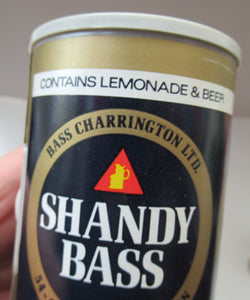 CONTAINS LEMONADE & BEER
BASS CHARRINGTON LTD.
SHANDY
BASS